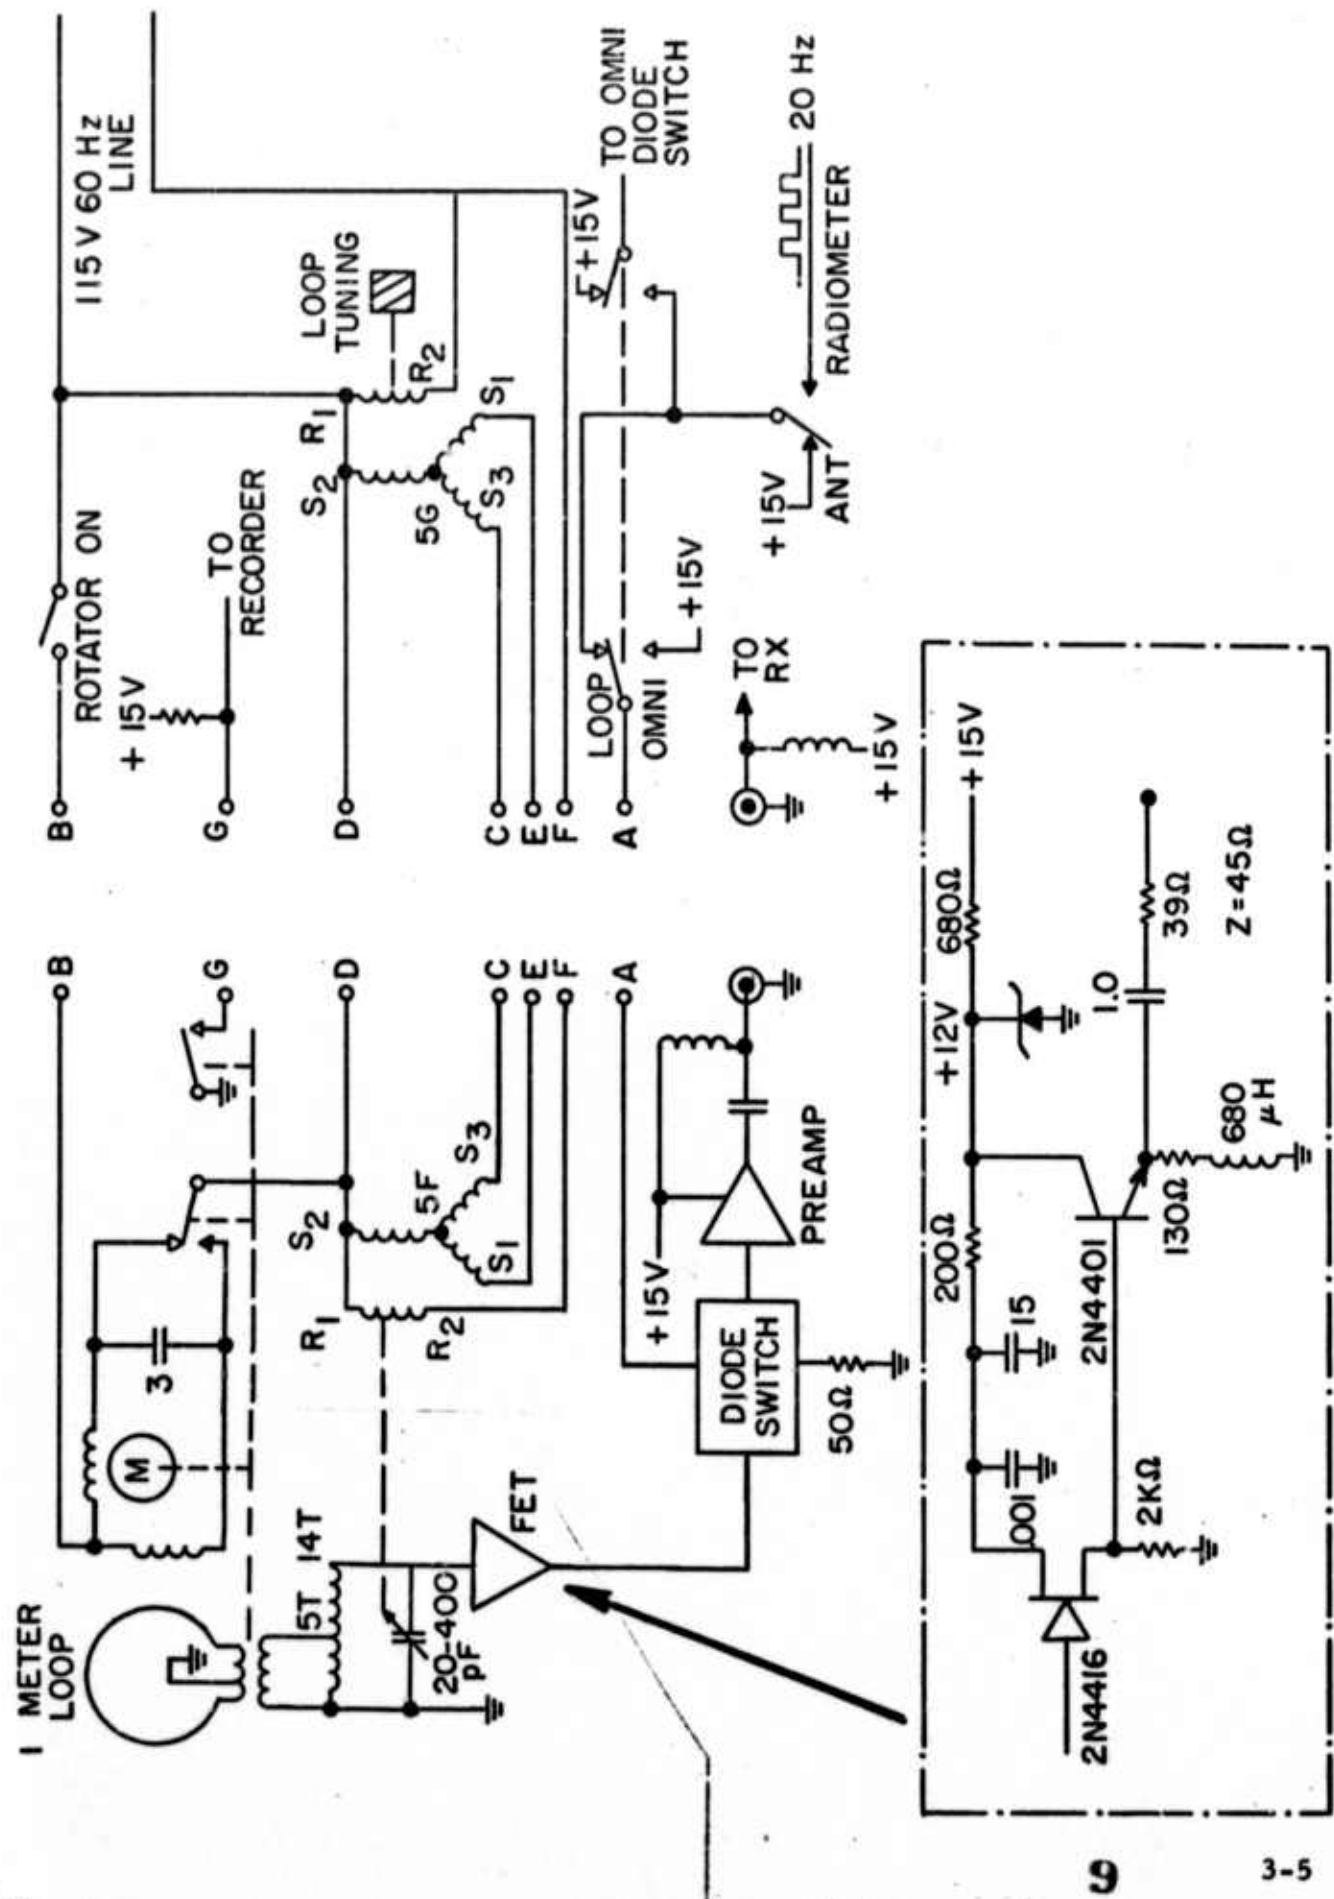 1 METER
LOOP
M
3
B
G
B
G
ROTATOR ON
+15V
TO
RECORDER
115V 60 Hz
LINE
5T
14T
20-400
pF
FET
R1
R2
S2
5F
S1
S3
D
C
E
F
A
D
C
E
F
A
S2
R1
5G
S3
S1
R2
LOOP
TUNING
LOOP
OMNI
+15V
+15V
TO OMNI
DIODE
SWITCH
+15V
ANT
RADIOMETER
20 Hz
+15V
DIODE
SWITCH
50Ω
PREAMP
TO
RX
+15V
2N4416
.001
2KΩ
15
200Ω
2N4401
+12V
680Ω
+15V
130Ω
680
μH
1.0
39Ω
Z=45Ω
9
3-5